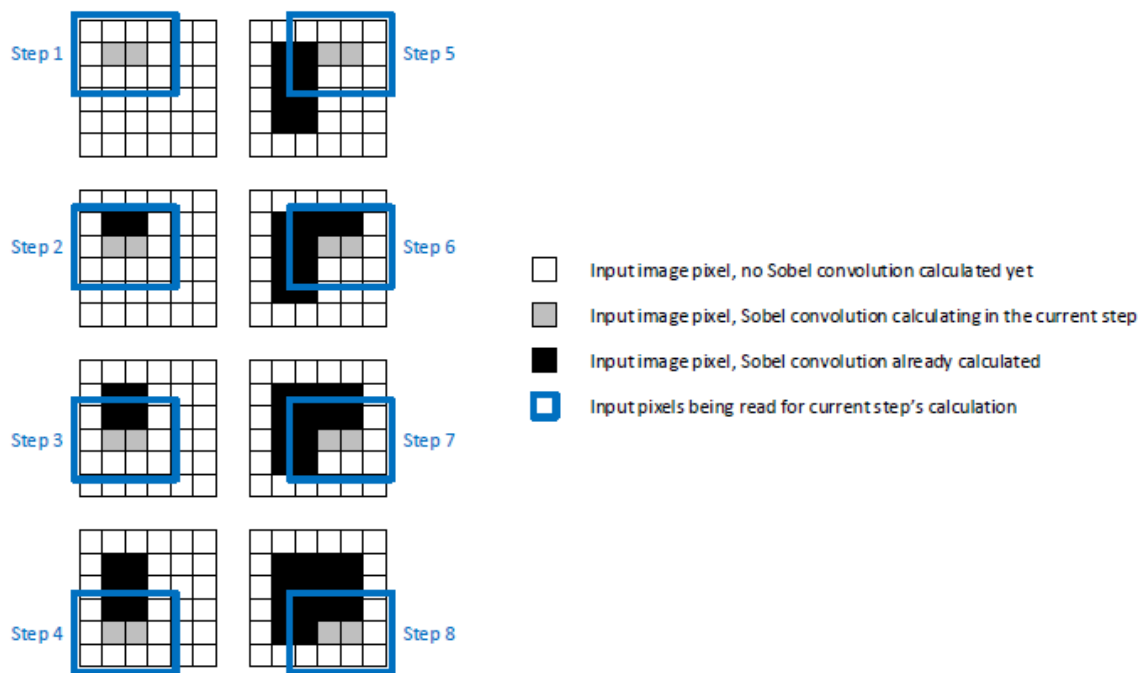 Step 1
Step 5
Step 2
Step 6
Input image pixel, no Sobel convolution calculated yet
Input image pixel, Sobel convolution calculating in the current step
Input image pixel, Sobel convolution already calculated
Input pixels being read for current step's calculation
Step 3
Step 7
Step 4
Step 8